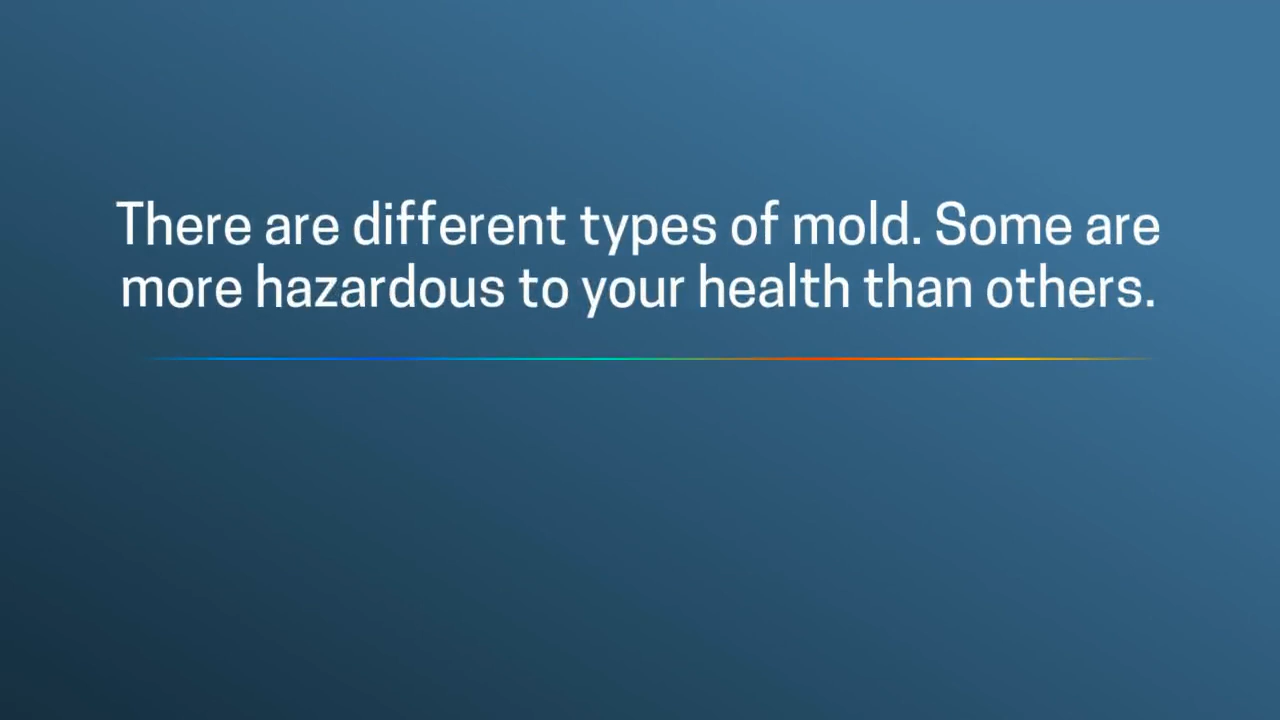 There are different types of mold. Some are
more hazardous to your health than others.